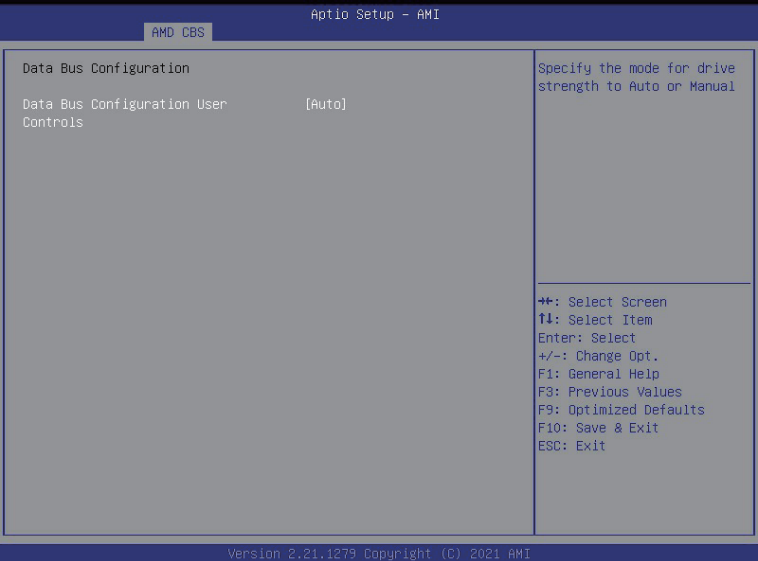 Aptio Setup – AMI
AMD CBS
Data Bus Configuration
Data Bus Configuration User Controls [Auto]
Specify the mode for drive
strength to Auto or Manual
→←: Select Screen
↑↓: Select Item
Enter: Select
+/-: Change Opt.
F1: General Help
F3: Previous Values
F9: Optimized Defaults
F10: Save & Exit
ESC: Exit
Version 2.21.1279 Copyright (C) 2021 AMI